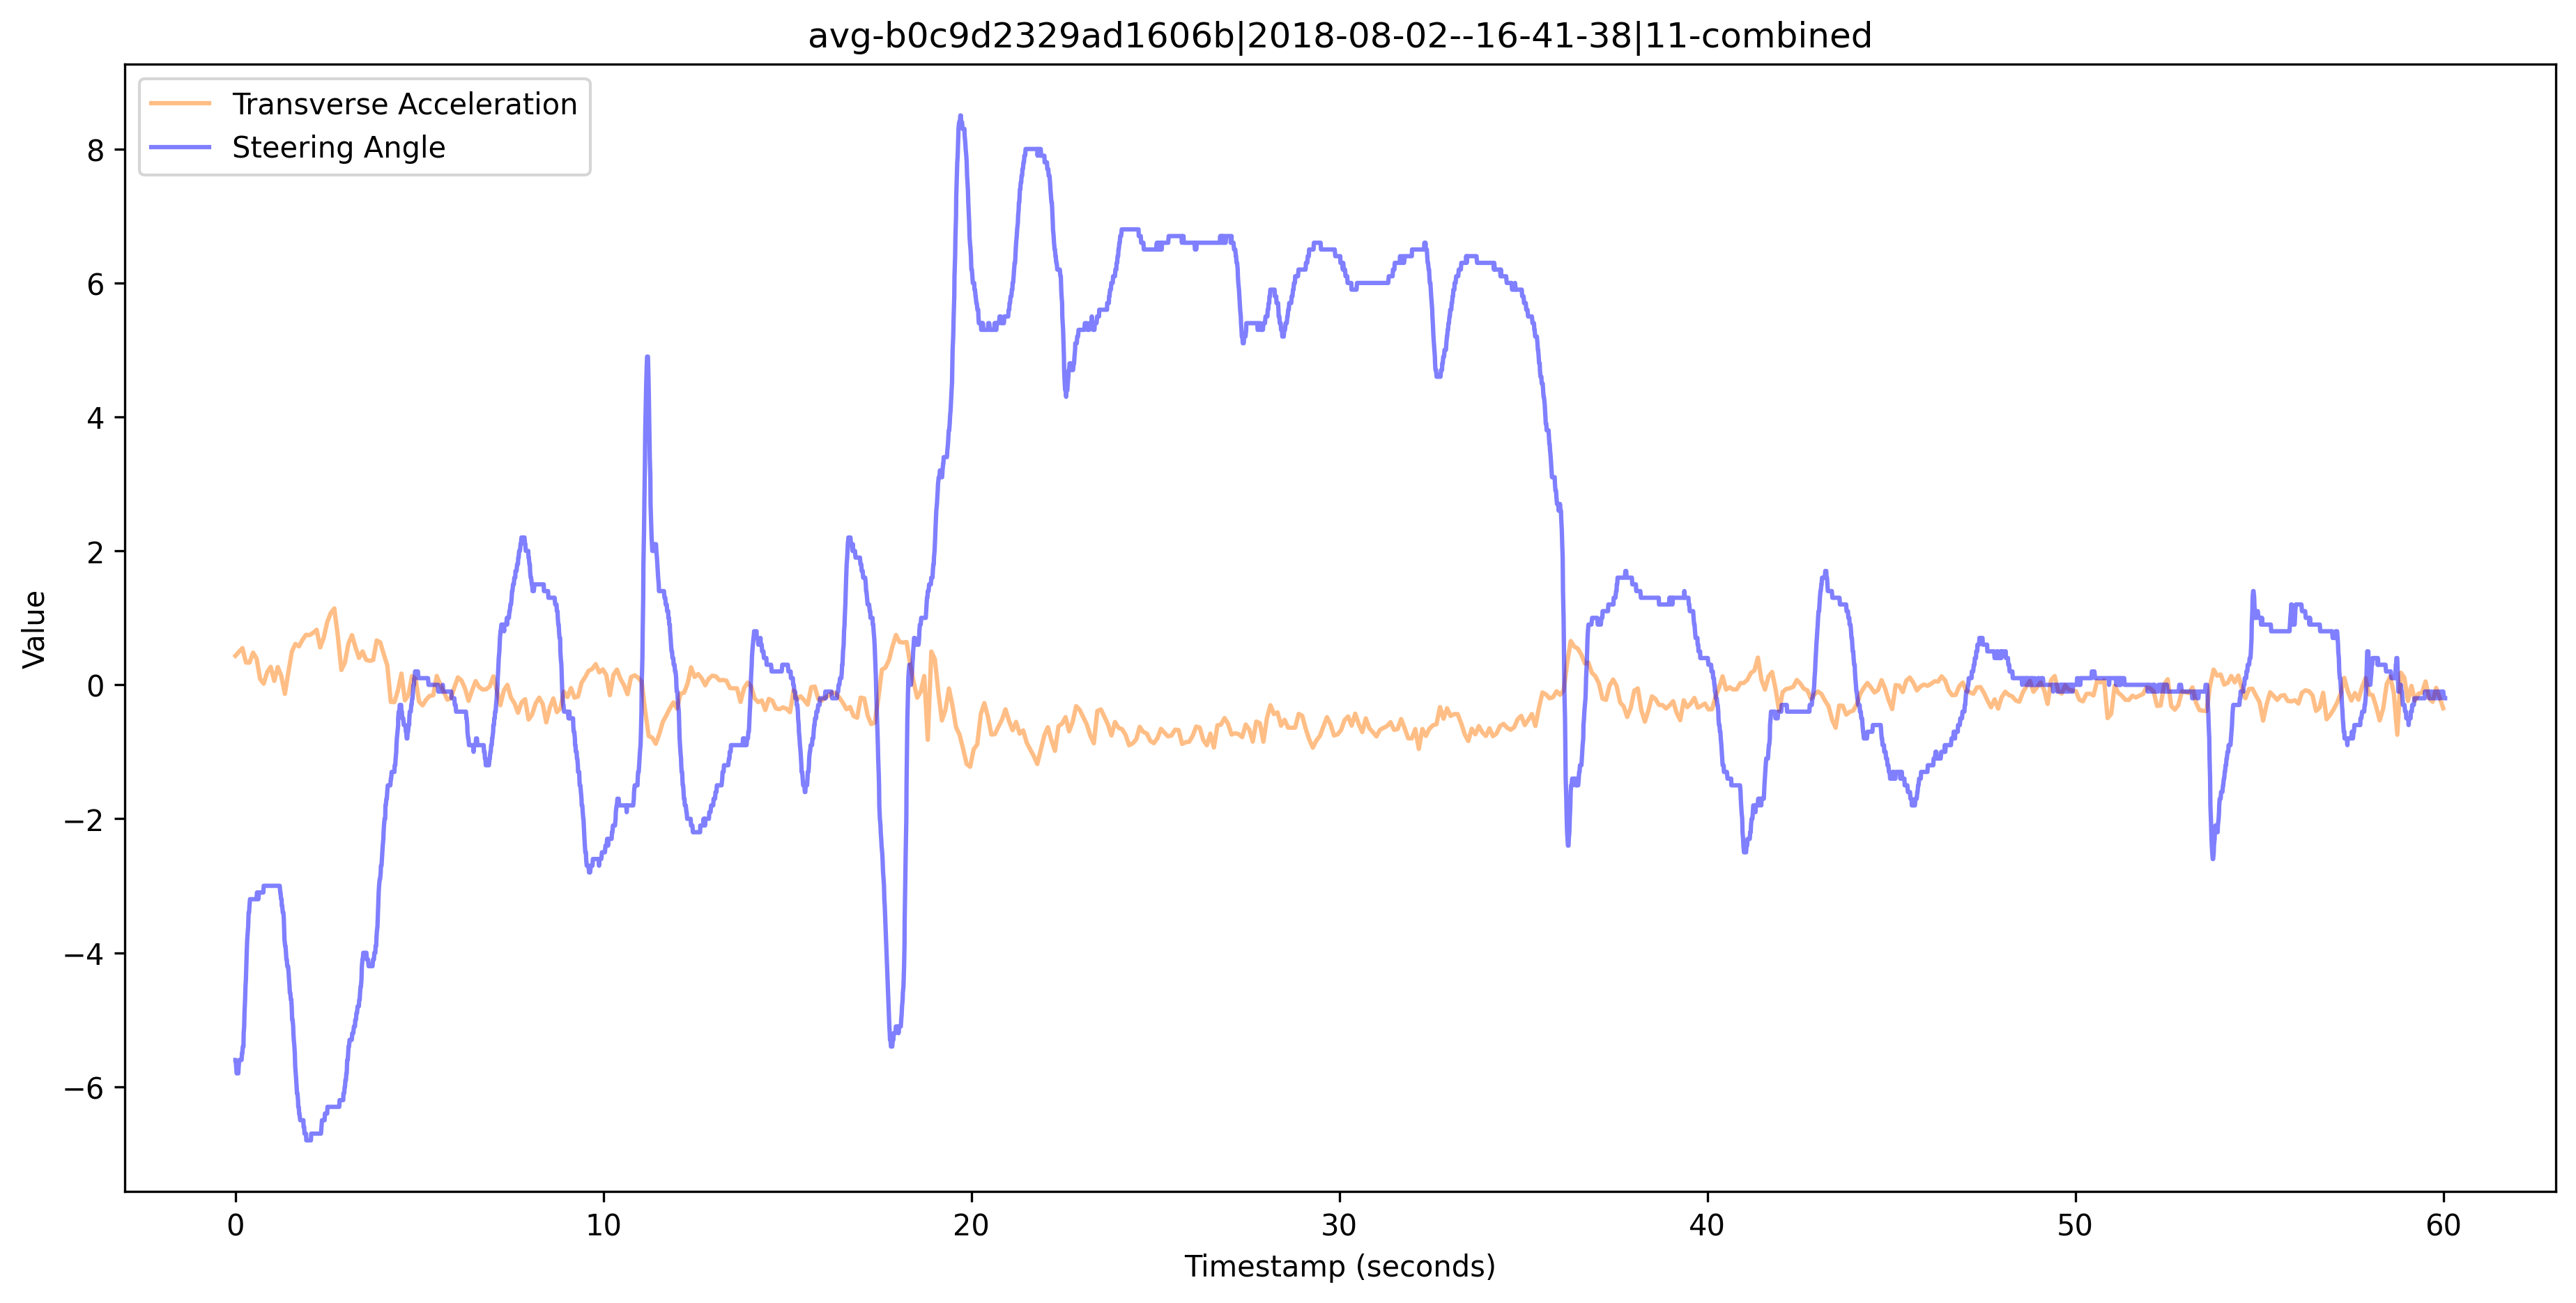 avg-b0c9d2329ad1606b|2018-08-02--16-41-38|11-combined
Transverse Acceleration
Steering Angle
8
6
4
2
0
−2
−4
−6
Value
0 10 20 30 40 50 60
Timestamp (seconds)